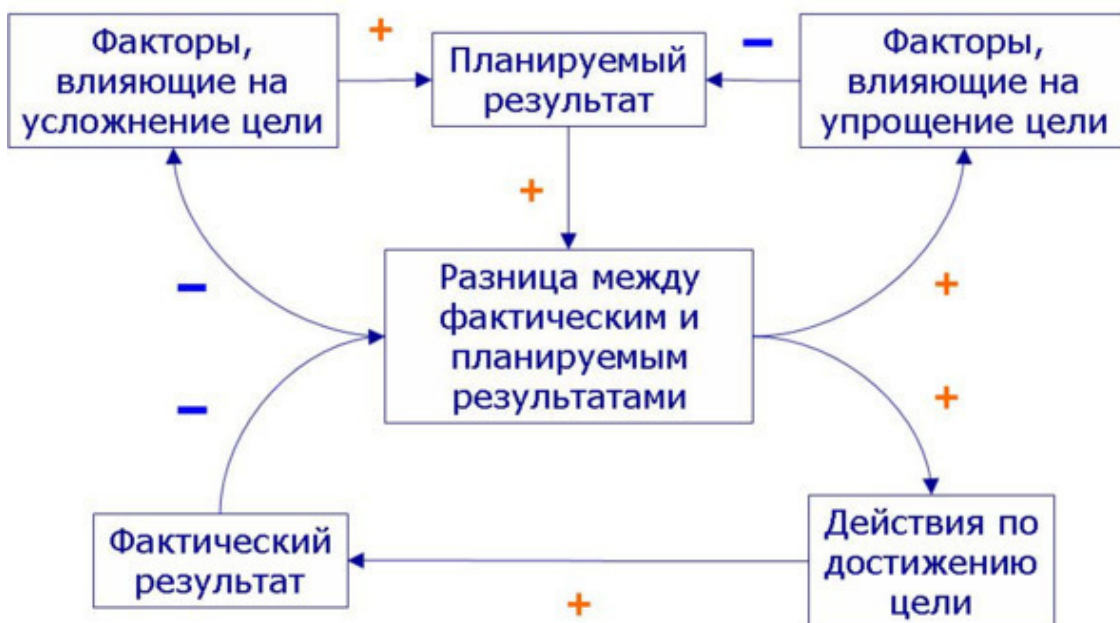 Факторы,
влияющие на
усложнение цели
+
Планируемый
результат
−
Факторы,
влияющие на
упрощение цели
+
−
Разница между
фактическим и
планируемым
результатами
+
−
+
Фактический
результат
+
Действия по
достижению
цели